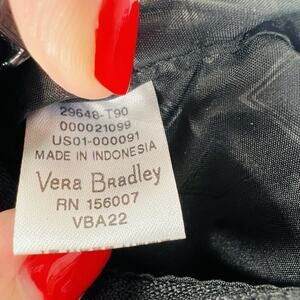 29648-T90
000021099
US01-000091
MADE IN INDONESIA
Vera Bradley
RN 156007
VBA22